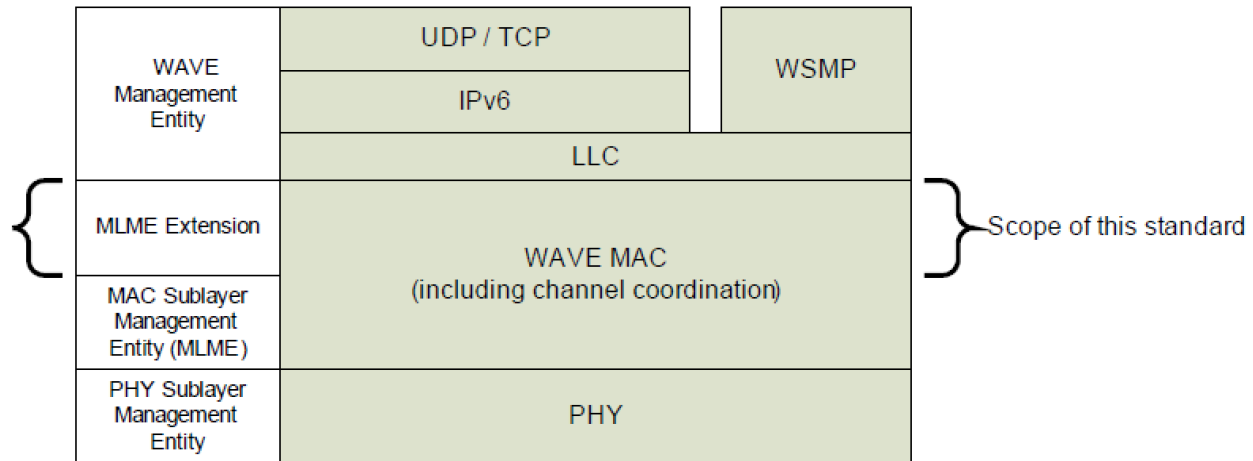 WAVE
Management
Entity
UDP / TCP
IPv6
WSMP
LLC
MLME Extension
WAVE MAC
(including channel coordination)
Scope of this standard
MAC Sublayer
Management
Entity (MLME)
PHY Sublayer
Management
Entity
PHY